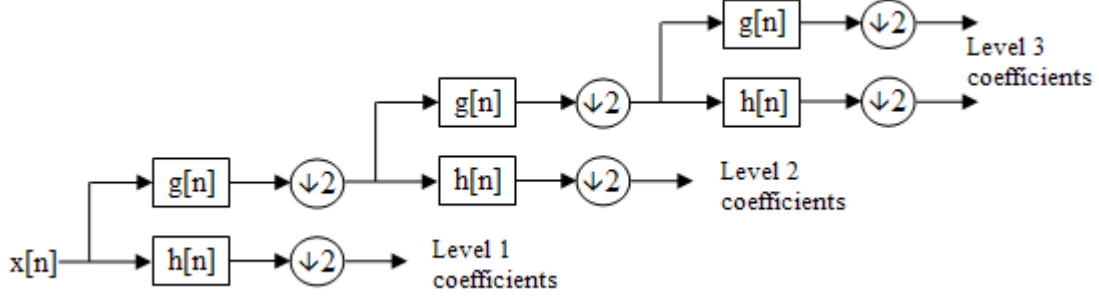 g[n] ↓2
Level 3
coefficients
g[n] ↓2 h[n] ↓2
g[n] ↓2 h[n] ↓2
Level 2
coefficients
x[n] h[n] ↓2
Level 1
coefficients